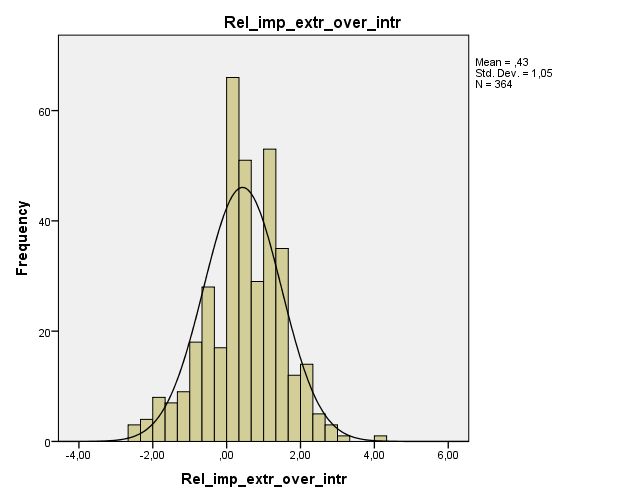 Rel_imp_extr_over_intr
Mean = ,43
Std. Dev. = 1,05
N = 364
Frequency
60
40
20
0
-4,00 -2,00 ,00 2,00 4,00 6,00
Rel_imp_extr_over_intr